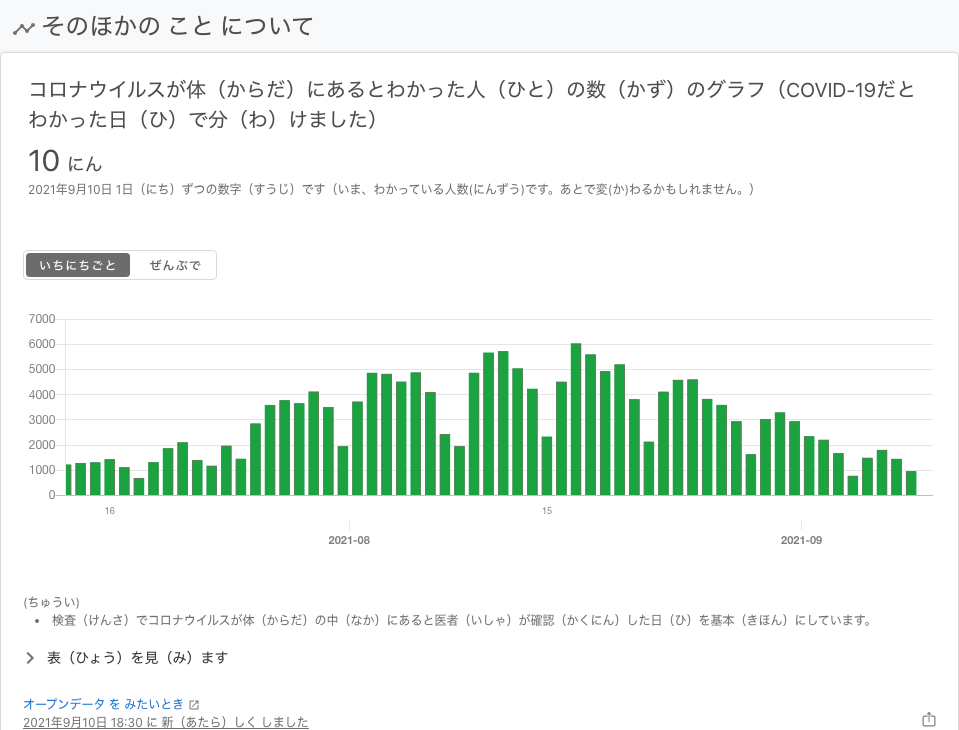 そのほかの こと について
コロナウイルスが体（からだ）にあるとわかった人（ひと）の数（かず）のグラフ（COVID-19だと
わかった日（ひ）で分（わ）けました）
10 にん
2021年9月10日 1日（にち）ずつの数字（すうじ）です（いま、わかっている人数(にんずう)です。あとで変(か)わるかもしれません。）
いちにちごと ぜんぶで
7000
6000
5000
4000
3000
2000
1000
0
16 15
2021-08 2021-09
(ちゅうい)
• 検査（けんさ）でコロナウイルスが体（からだ）の中（なか）にあると医者（いしゃ）が確認（かくにん）した日（ひ）を基本（きほん）にしています。
表（ひょう）を見（み）ます
オープンデータ を みたいとき
2021年9月10日 18:30 に 新（あたら）しく しました